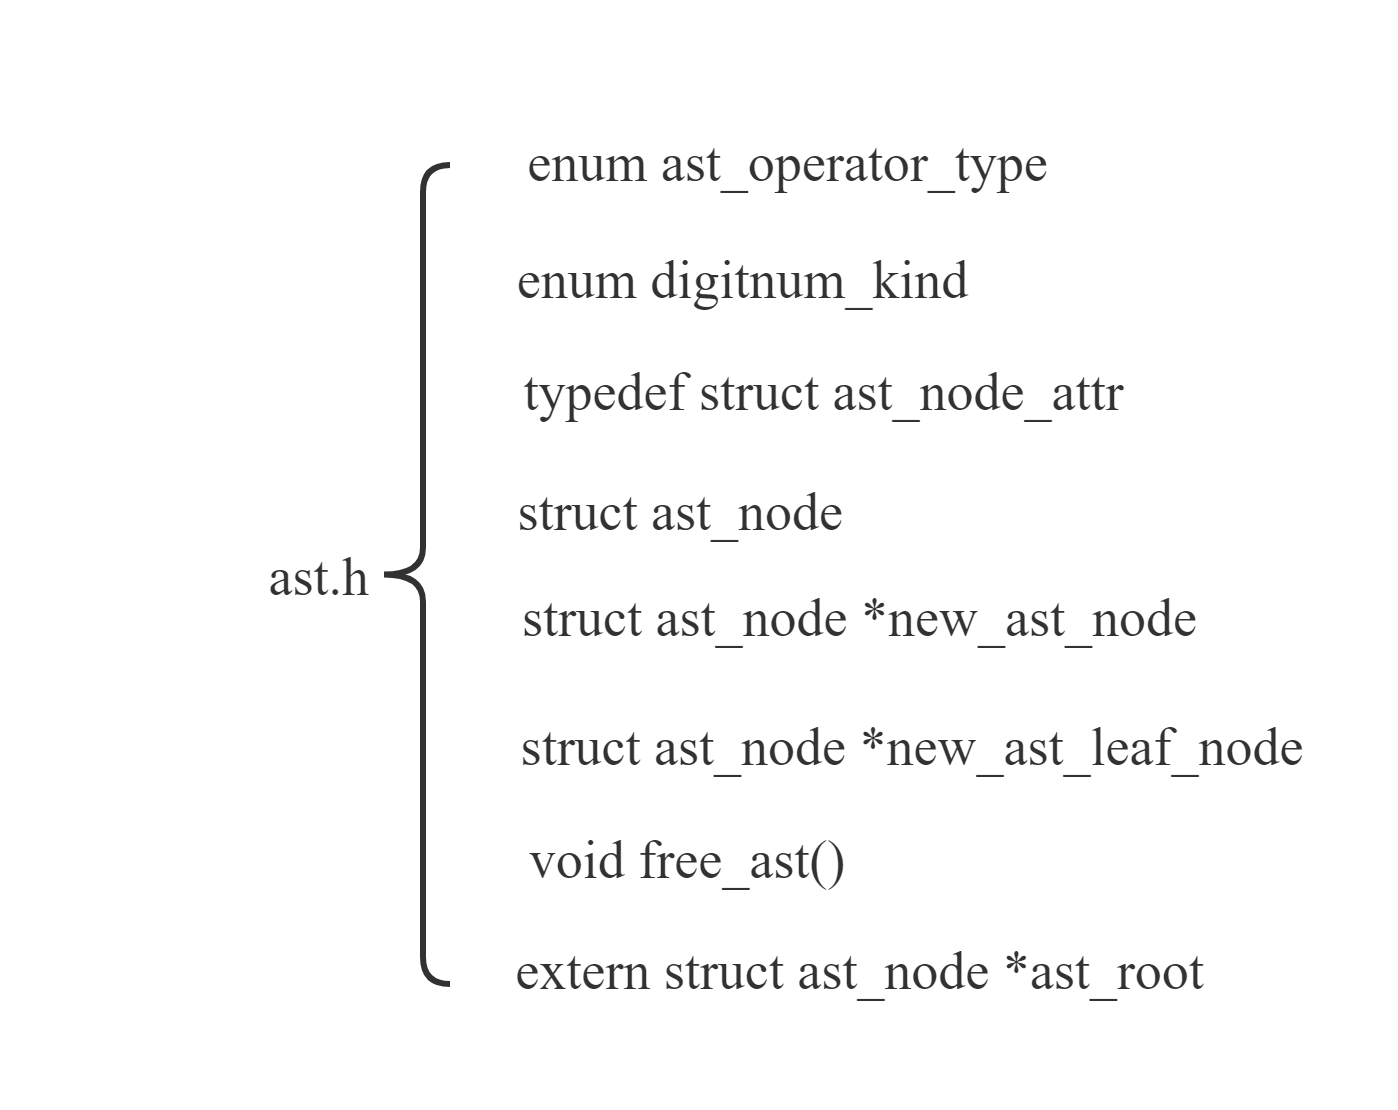 enum ast_operator_type
enum digitnum_kind
typedef struct ast_node_attr
struct ast_node
ast.h
struct ast_node *new_ast_node
struct ast_node *new_ast_leaf_node
void free_ast()
extern struct ast_node *ast_root